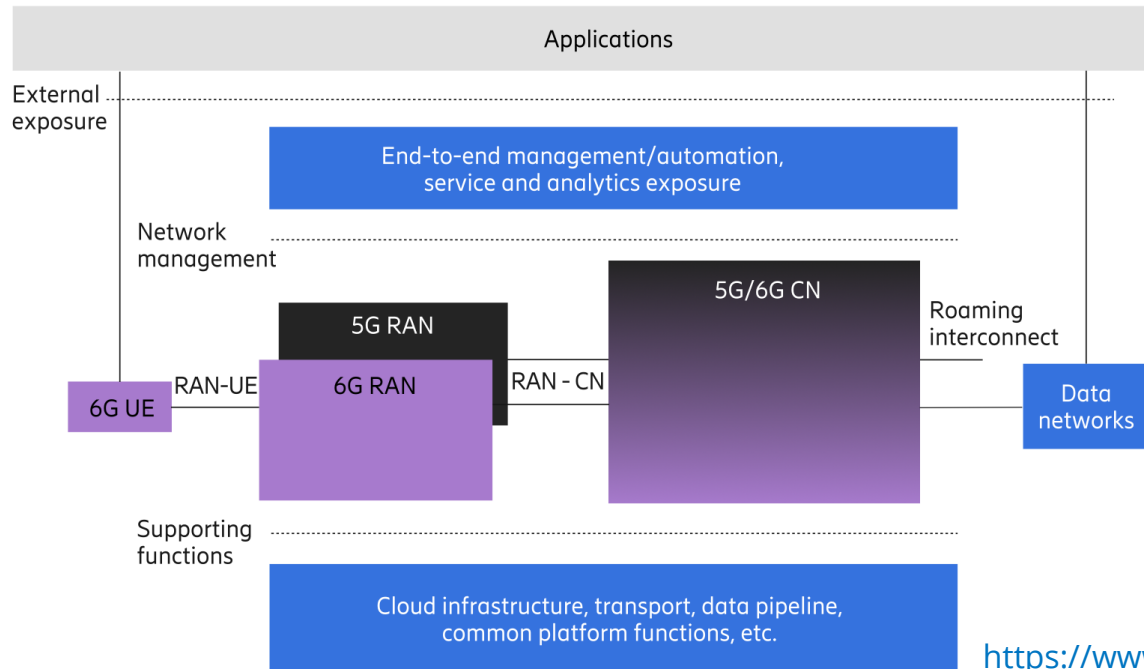 Applications
External
exposure
End-to-end management/automation,
service and analytics exposure
Network
management
5G/6G CN
5G RAN
Roaming
interconnect
RAN-UE
6G RAN
RAN - CN
6G UE
Data
networks
Supporting
functions
Cloud infrastructure, transport, data pipeline,
common platform functions, etc.
https://www